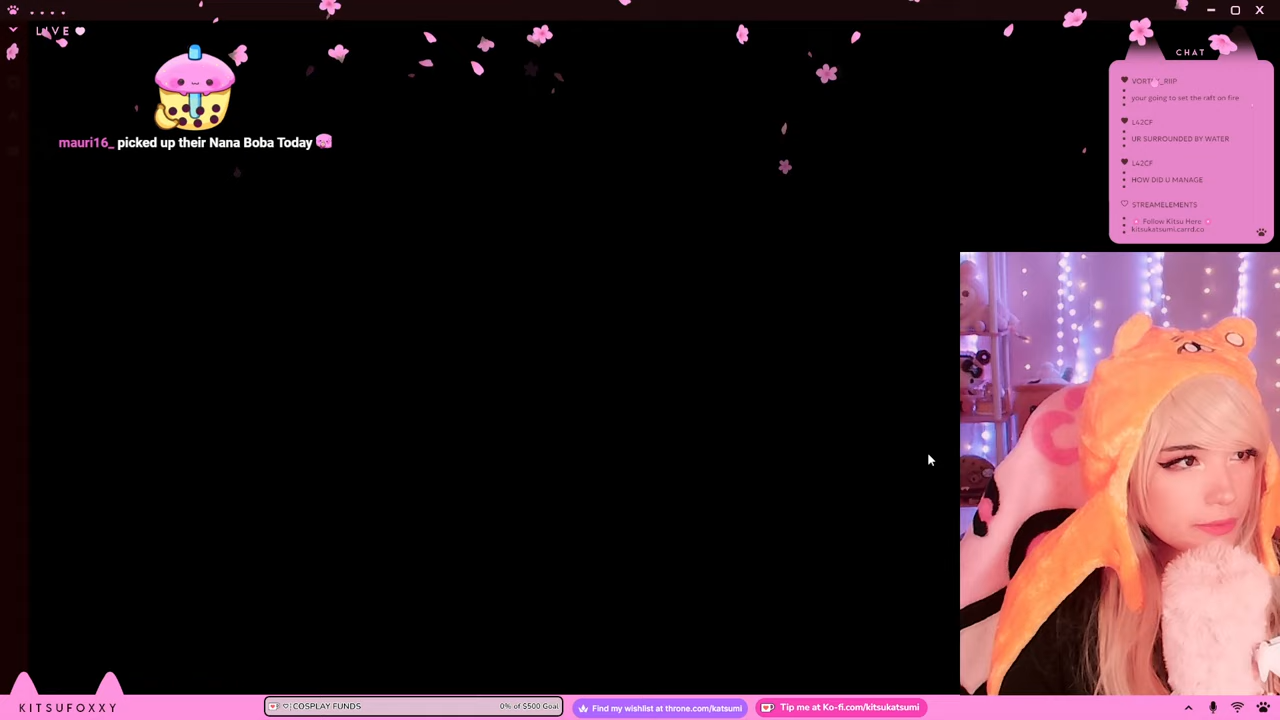 LIVE
mauri16_ picked up their Nana Boba Today
CHAT
your going to set the raft on fire
L42CF
UR SURROUNDED BY WATER
L42CF
HOW DID U MANAGE
STREAMELEMENTS
Follow Kitsu Here
kitsukatsumi.carrd.co
KITSUFOXXY
COSPLAY FUNDS
0% of $500 Goal
Find my wishlist at throne.com/katsumi
Tip me at Ko-fi.com/kitsukatsumi